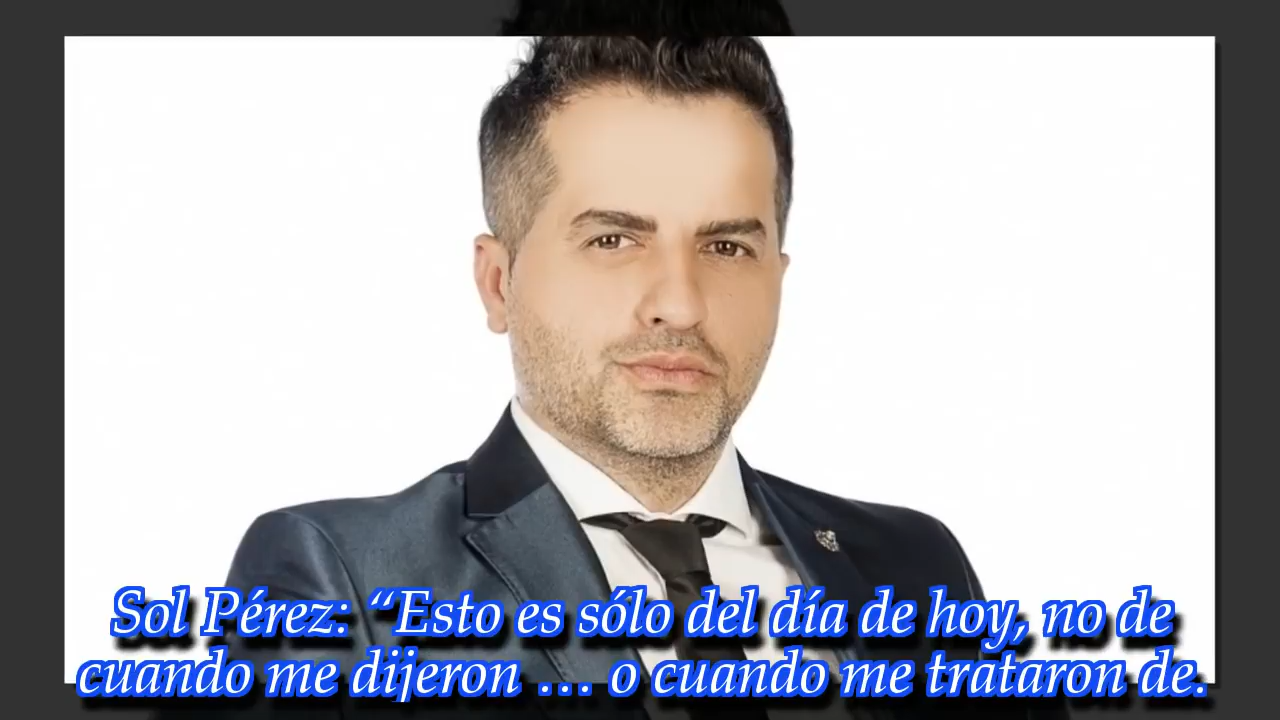 Sol Pérez: “Esto es sólo del día de hoy, no de
cuando me dijeron … o cuando me trataron de.